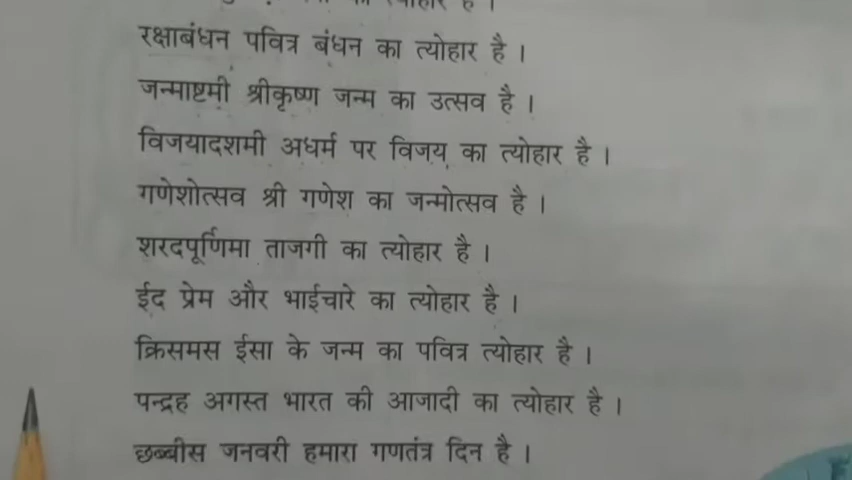 त्योहार है ।
रक्षाबंधन पवित्र बंधन का त्योहार है ।
जन्माष्टमी श्रीकृष्ण जन्म का उत्सव है ।
विजयादशमी अधर्म पर विजय का त्योहार है ।
गणेशोत्सव श्री गणेश का जन्मोत्सव है ।
शरदपूर्णिमा ताजगी का त्योहार है ।
ईद प्रेम और भाईचारे का त्योहार है ।
क्रिसमस ईसा के जन्म का पवित्र त्योहार है ।
पन्द्रह अगस्त भारत की आजादी का त्योहार है ।
छब्बीस जनवरी हमारा गणतंत्र दिन है ।